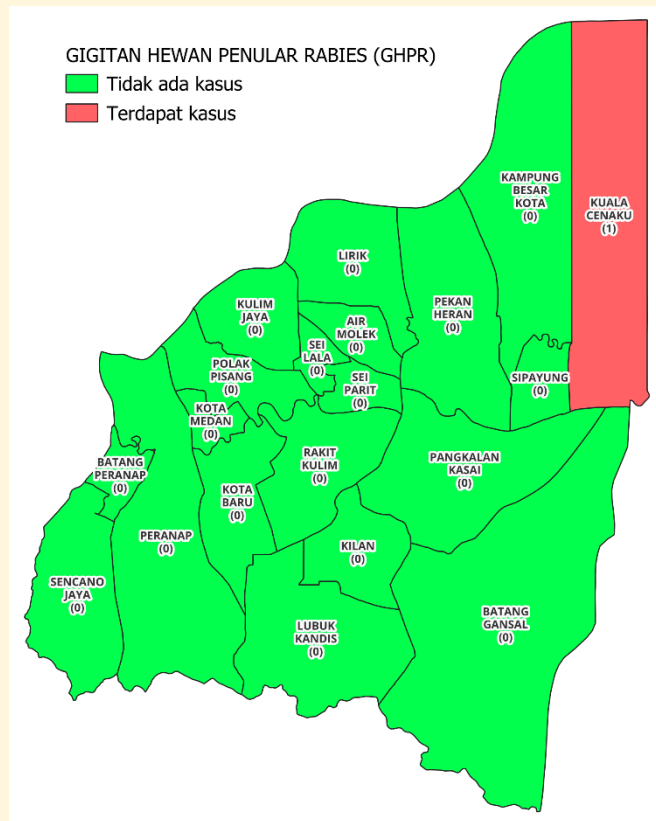 GIGITAN HEWAN PENULAR RABIES (GHPR)
Tidak ada kasus
Terdapat kasus
KAMPUNG
BESAR
KOTA
(0)
KUALA
CENAKU
(1)
LIRIK
(0)
PEKAN
HERAN
(0)
KULIM
JAYA
(0)
AIR
MOLEK
(0)
SEI
LALA
(0)
POLAK
PISANG
(0)
SEI
PARIT
(0)
SIPAYUNG
(0)
KOTA
MEDAN
(0)
BATANG
PERANAP
(0)
RAKIT
KULIM
(0)
PANGKALAN
KASAI
(0)
KOTA
BARU
(0)
PERANAP
(0)
KILAN
(0)
SENCANO
JAYA
(0)
LUBUK
KANDIS
(0)
BATANG
GANSAL
(0)